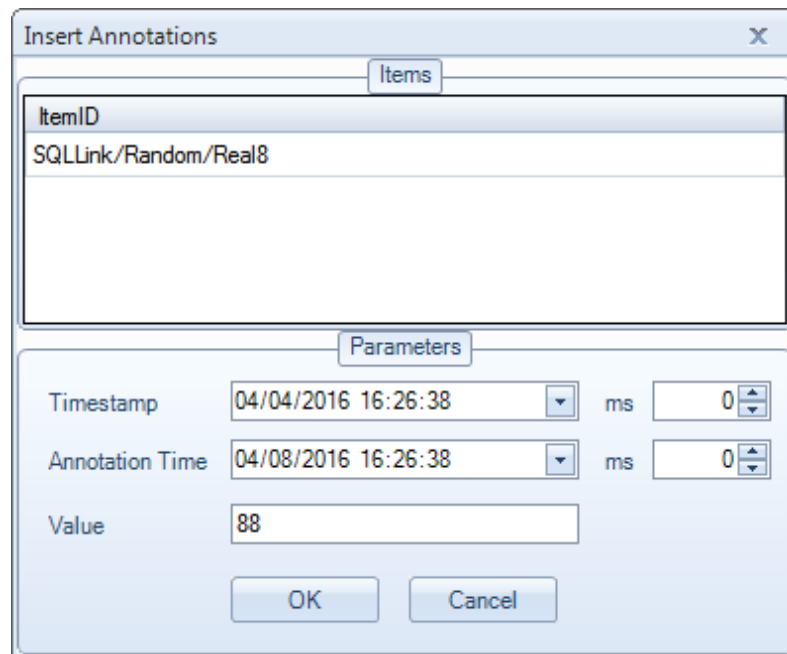 Insert Annotations
Items
ItemID
SQLLink/Random/Real8
Parameters
Timestamp 04/04/2016 16:26:38 ms 0
Annotation Time 04/08/2016 16:26:38 ms 0
Value 88
OK Cancel